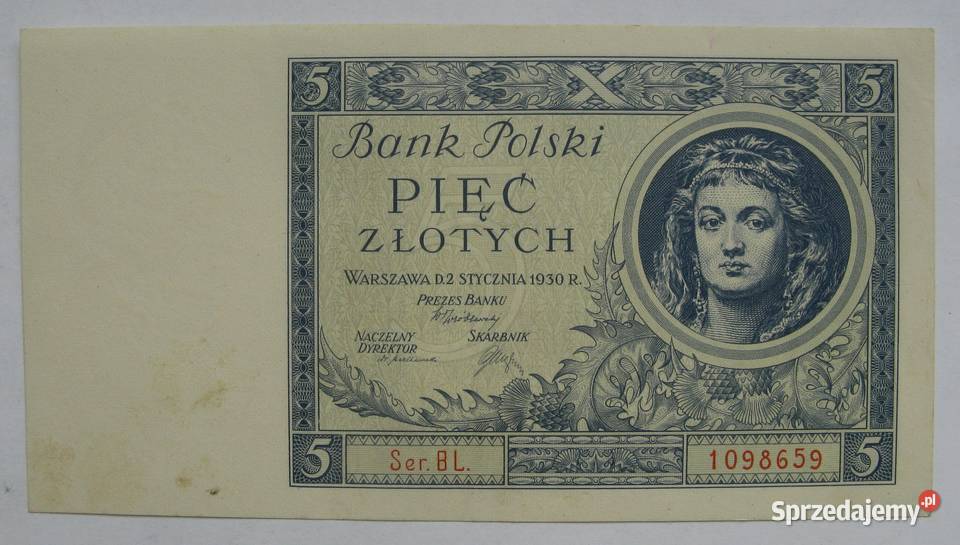 5 5
Bank Polski
PIĘĆ
ZŁOTYCH
WARSZAWA D. 2 STYCZNIA 1930 R.
PREZES BANKU
NACZELNY DYREKTOR
SKARBNIK
5 Ser. BL. 1098659 5
Sprzedajemy.pl